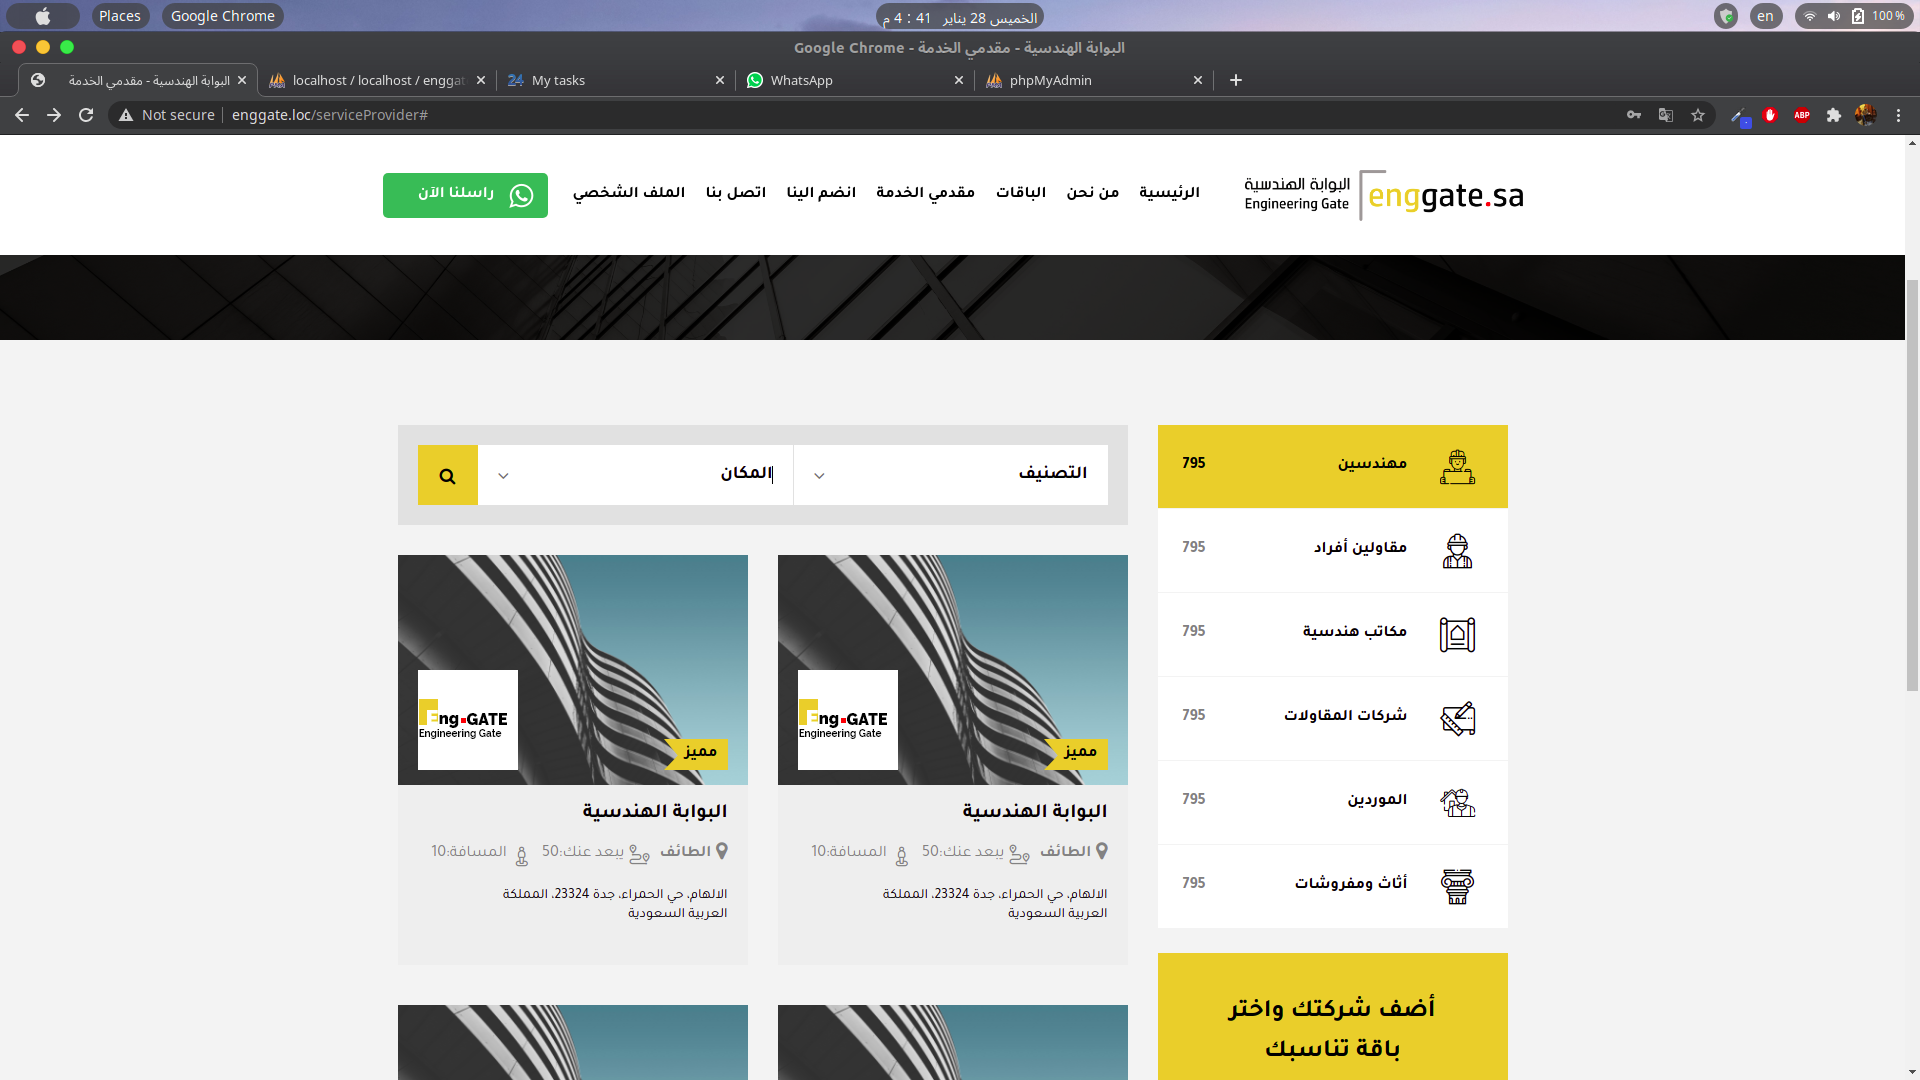 Places
Google Chrome
الخميس 28 يناير 41 : 4 م
en
100 %
البوابة الهندسية - مقدمي الخدمة - Google Chrome
البوابة الهندسية - مقدمي الخدمة
localhost / localhost / enggat
My tasks
WhatsApp
phpMyAdmin
Not secure
enggate.loc/serviceProvider#
ABP
البوابة الهندسية
Engineering Gate
enggate.sa
الرئيسية
من نحن
الباقات
مقدمي الخدمة
انضم الينا
اتصل بنا
الملف الشخصي
راسلنا الآن
مهندسين 795
مقاولين أفراد 795
مكاتب هندسية 795
شركات المقاولات 795
الموردين 795
أثاث ومفروشات 795
أضف شركتك واختر
باقة تناسبك
التصنيف
المكان
Eng.GATE
Engineering Gate
مميز
البوابة الهندسية
الطائف يبعد عنك:50 المسافة:10
الالهام، حي الحمراء، جدة 23324، المملكة
العربية السعودية
Eng.GATE
Engineering Gate
مميز
البوابة الهندسية
الطائف يبعد عنك:50 المسافة:10
الالهام، حي الحمراء، جدة 23324، المملكة
العربية السعودية